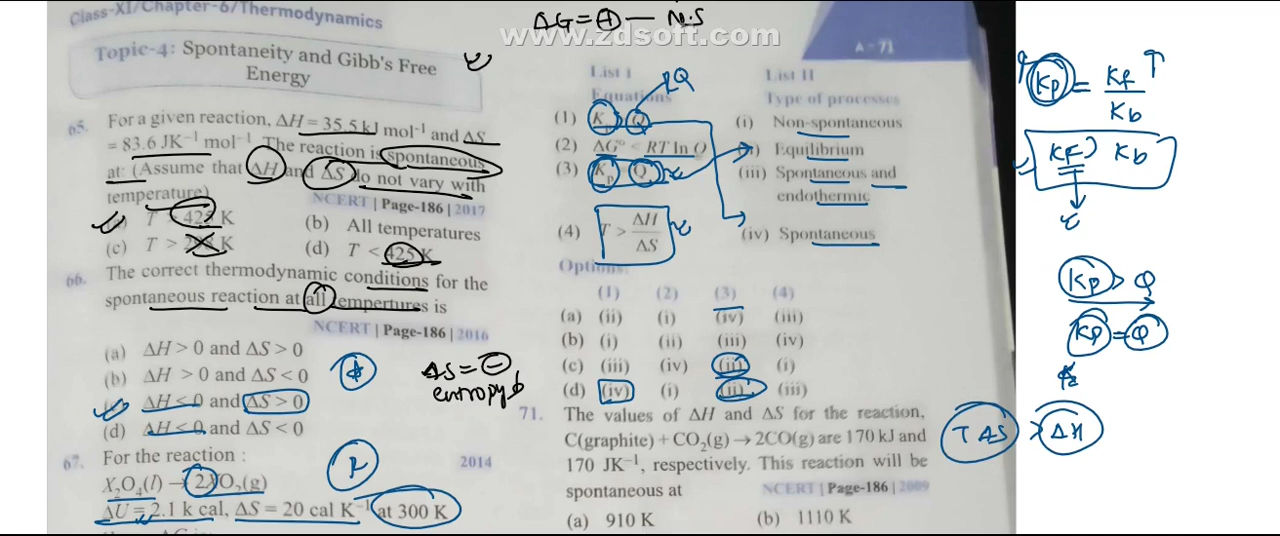 Class-XI/Chapter-6/Thermodynamics
ΔG = ⊕ — N.S
www.zdsoft.com
A - 71
Topic-4: Spontaneity and Gibb's Free
Energy
65. For a given reaction, ΔH = 35.5 kJ mol⁻¹ and ΔS
= 83.6 JK⁻¹ mol⁻¹. The reaction is spontaneous
at: (Assume that ΔH and ΔS do not vary with
temperature)
NCERT | Page-186 | 2017
T 425 K
(b) All temperatures
(c) T > K
(d) T < 425 K
66. The correct thermodynamic conditions for the
spontaneous reaction at all tempertures is
NCERT | Page-186 | 2016
(a) ΔH > 0 and ΔS > 0
(b) ΔH > 0 and ΔS < 0
ΔH < 0 and ΔS > 0
(d) ΔH < 0 and ΔS < 0
ΔS = ⊖
entropy
67. For the reaction :
2014
X₂O₄(l) → 2XO₂(g)
ΔU = 2.1 k cal, ΔS = 20 cal K⁻¹ at 300 K
List I
List II
Q
Equations
Type of processes
(1) K Q
(i) Non-spontaneous
(2) ΔG° < RT ln Q
Equilibrium
(3) Kp = Q
(iii) Spontaneous and
endothermic
(4) T > ΔH
ΔS
(iv) Spontaneous
Options
(1) (2) (3) (4)
(a) (ii) (i) (iv) (iii)
(b) (i) (ii) (iii) (iv)
(c) (iii) (iv) (ii) (i)
(d) (iv) (i) (ii) (iii)
71. The values of ΔH and ΔS for the reaction,
C(graphite) + CO₂(g) → 2CO(g) are 170 kJ and
170 JK⁻¹, respectively. This reaction will be
spontaneous at
NCERT | Page-186 | 2009
(a) 910 K
(b) 1110 K
↑ Kp = Kf ↑
Kb
Kf > Kb
Kp > Q
Kp = Q
TΔS > ΔH